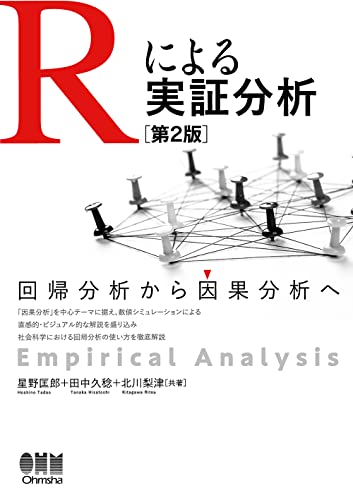 Rによる
実証分析
[第2版]
回帰分析から因果分析へ
「因果分析」を中心テーマに据え、数値シミュレーションによる
直感的・ビジュアル的な解説を盛り込み
社会科学における回帰分析の使い方を徹底解説
Empirical Analysis
星野匡郎+田中久稔+北川梨津[共著]
Hoshino Tadao Tanaka Hisatoshi Kitagawa Ritsu
OHM
Ohmsha